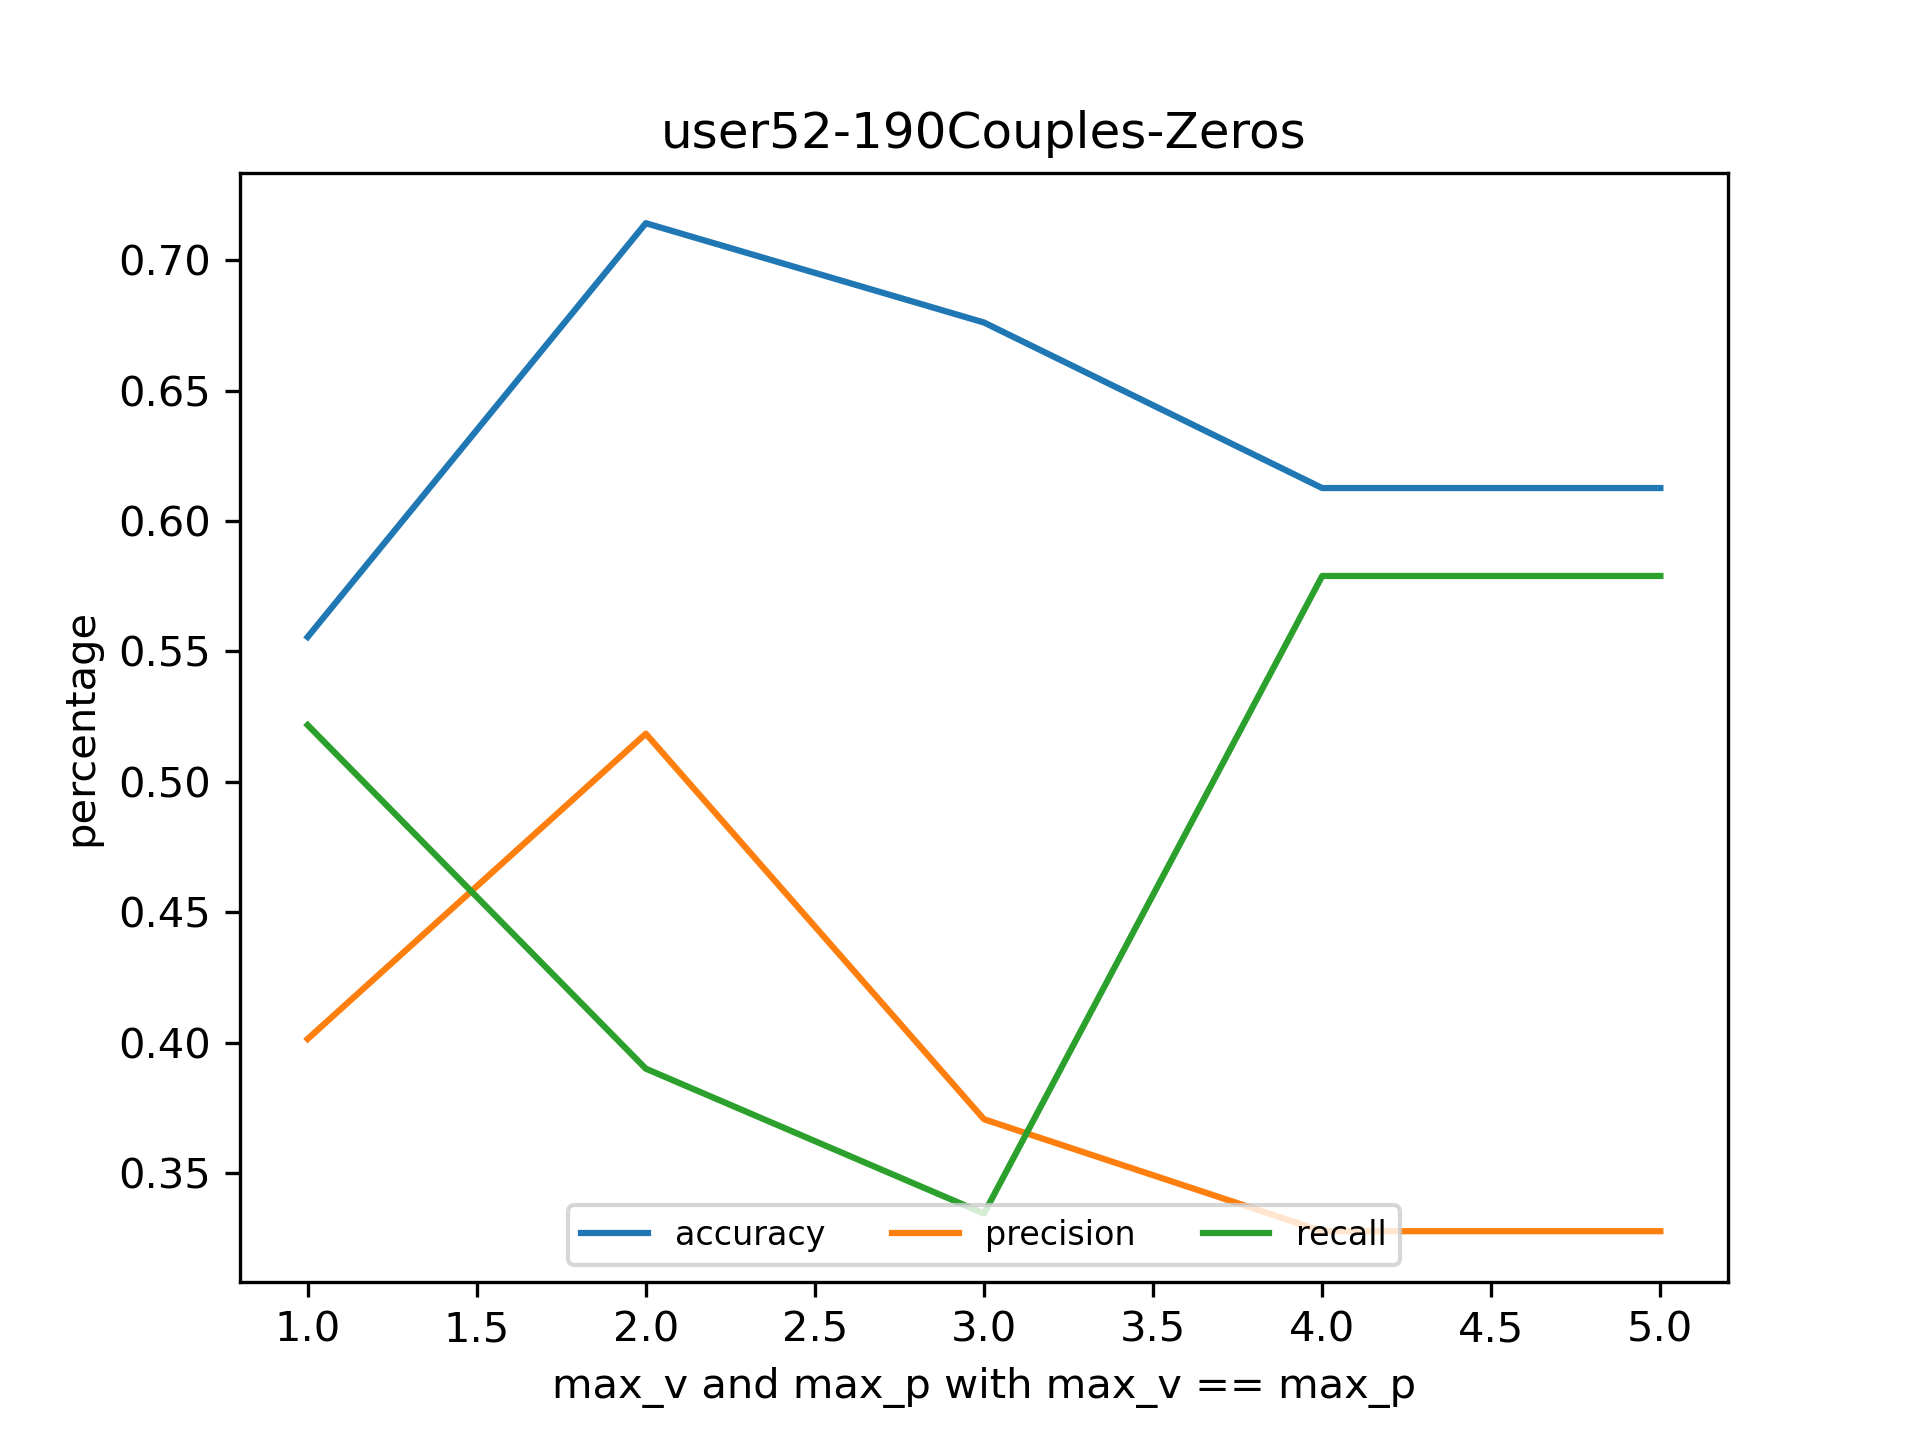 user52-190Couples-Zeros
percentage
0.70
0.65
0.60
0.55
0.50
0.45
0.40
0.35
accuracy precision recall
1.0 1.5 2.0 2.5 3.0 3.5 4.0 4.5 5.0
max_v and max_p with max_v == max_p